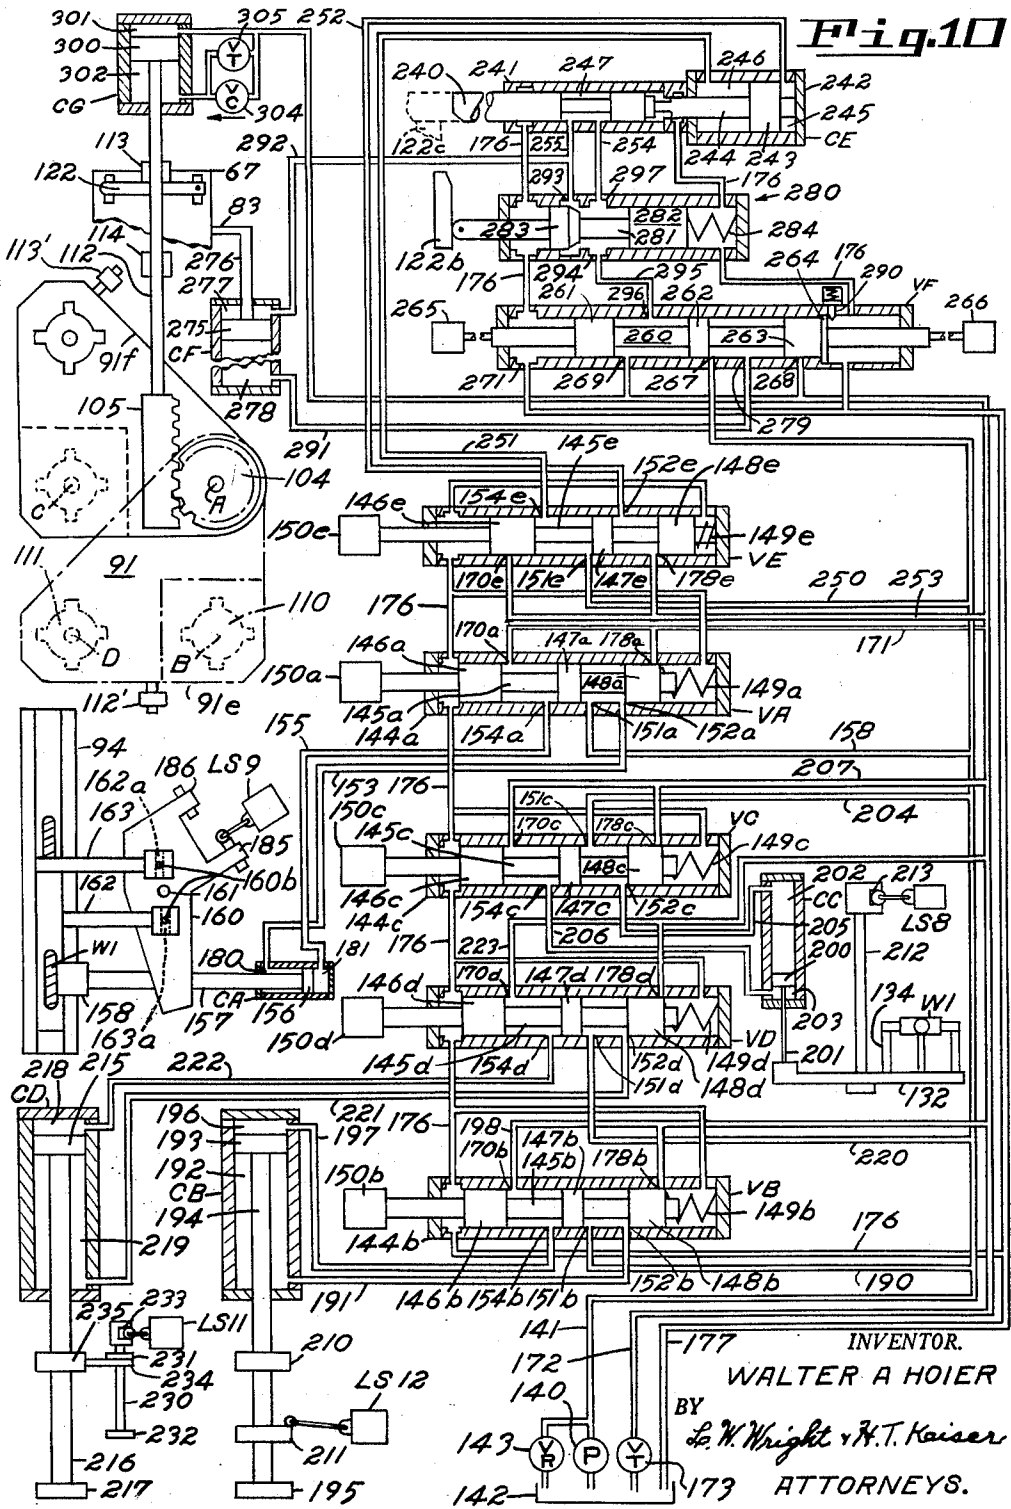 Fig.10
301
300
302
CG
305
VT
VC
304
252
292
113
122
67
83
114
113'
112
276
277
91f
275
CF
278
291
105
104
A
C
111
91
110
D
B
112'
91e
240
241
247
246
242
245
CE
244
243
122c
176
255
254
176
293
297
280
282
283
281
284
122b
294
295
264
176
290
VF
176
261
296
262
265
266
260
263
271
269
267
268
279
251
145e
152e
148e
146e
154e
150e
149e
VE
170e
151e
147e
178e
250
253
176
171
170a
147a
178a
146a
150a
148a
149a
145a
VA
144a
154a
151a
152a
155
158
153
176
207
204
94
186
LS9
162a
163
185
162
161
160b
160
W1
180
181
CA
158
157
156
163a
150c
145c
151c
170c
178c
VC
149c
148c
146c
144c
154c
147c
152c
202
213
CC
LS8
205
206
200
212
176
223
203
134
W1
201
132
146d
170d
147d
178d
150d
VD
145d
154d
152d
149d
151d
148d
218
215
222
CD
221
196
197
193
192
CB
194
219
176
198
147b
170b
145b
178b
220
150b
VB
149b
144b
176
191
146b
154b
151b
152b
148b
190
235
233
LS11
231
234
230
232
210
LS12
211
216
217
195
141
172
177
140
143
VR
P
VT
173
142
INVENTOR.
WALTER A HOIER
BY
L. W. Wright & H. T. Kaiser
ATTORNEYS.